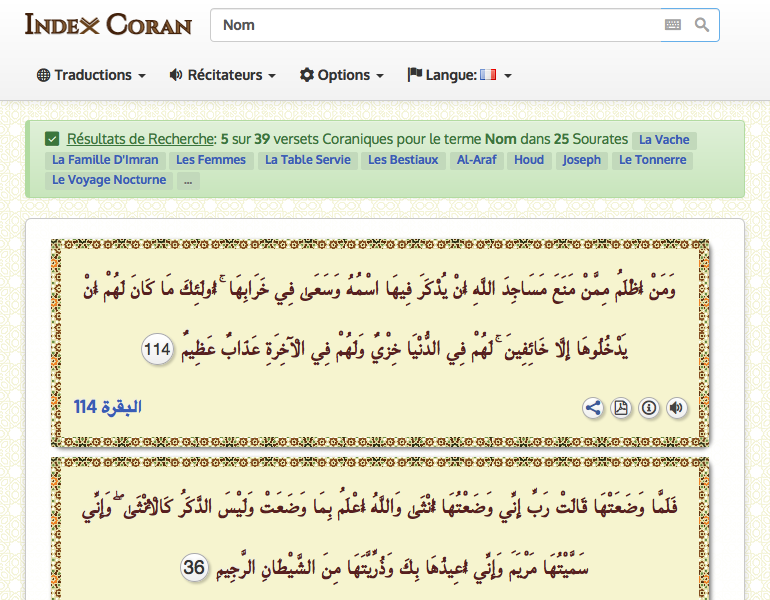 Index Coran
Nom
Traductions Récitateurs Options Langue:
Résultats de Recherche: 5 sur 39 versets Coraniques pour le terme Nom dans 25 Sourates La Vache
La Famille D'Imran Les Femmes La Table Servie Les Bestiaux Al-Araf Houd Joseph Le Tonnerre
Le Voyage Nocturne ...
وَمَنْ أَظْلَمُ مِمَّنْ مَنَعَ مَسَاجِدَ اللَّهِ أَنْ يُذْكَرَ فِيهَا اسْمُهُ وَسَعَىٰ فِي خَرَابِهَا ۚ أُولَٰئِكَ مَا كَانَ لَهُمْ أَنْ
يَدْخُلُوهَا إِلَّا خَائِفِينَ ۚ لَهُمْ فِي الدُّنْيَا خِزْيٌ وَلَهُمْ فِي الْآخِرَةِ عَذَابٌ عَظِيمٌ 114
البقرة 114
فَلَمَّا وَضَعَتْهَا قَالَتْ رَبِّ إِنِّي وَضَعْتُهَا أُنْثَىٰ وَاللَّهُ أَعْلَمُ بِمَا وَضَعَتْ وَلَيْسَ الذَّكَرُ كَالْأُنْثَىٰ ۖ وَإِنِّي
سَمَّيْتُهَا مَرْيَمَ وَإِنِّي أُعِيذُهَا بِكَ وَذُرِّيَّتَهَا مِنَ الشَّيْطَانِ الرَّجِيمِ 36